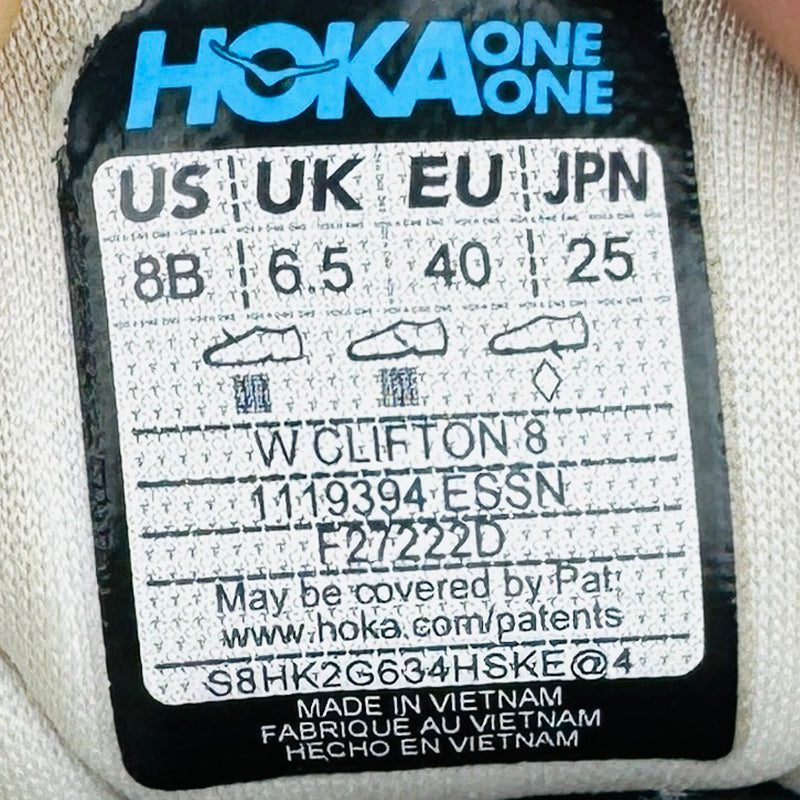 HOKA ONE ONE
US UK EU JPN
8B 6.5 40 25
W CLIFTON 8
1119394 ESSN
F27222D
May be covered by Pat:
www.hoka.com/patents
S8HK2G634HSKE@4
MADE IN VIETNAM
FABRIQUE AU VIETNAM
HECHO EN VIETNAM